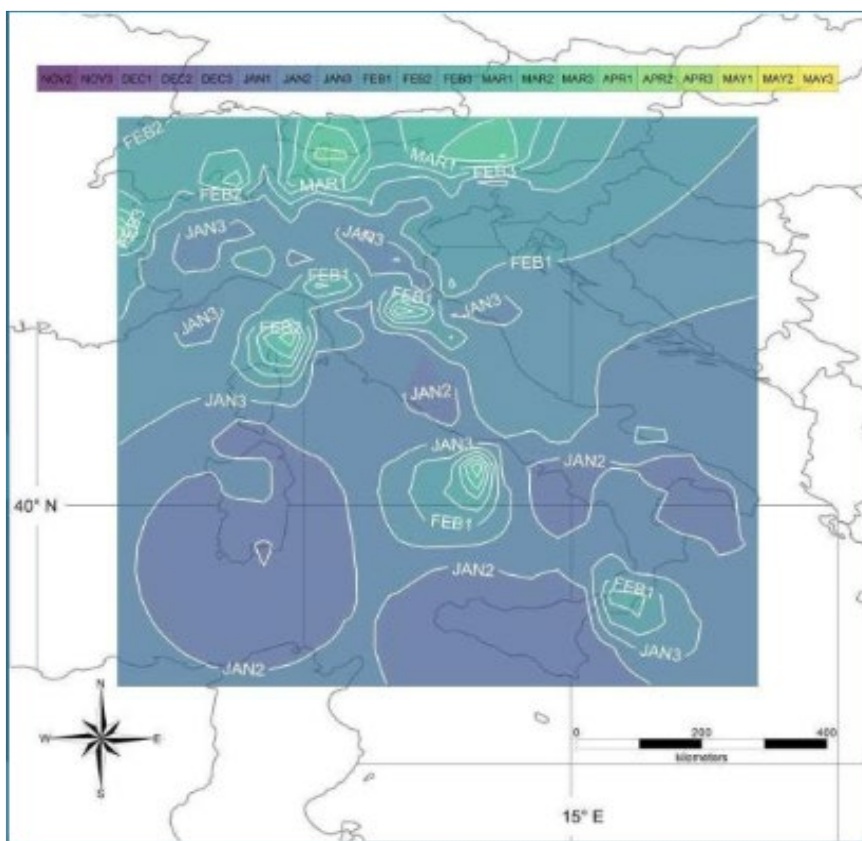 NOV2 NOV3 DEC1 DEC2 DEC3 JAN1 JAN2 JAN3 FEB1 FEB2 FEB3 MAR1 MAR2 MAR3 APR1 APR2 APR3 MAY1 MAY2 MAY3
FEB2
MAR1
FEB3
FEB2
MAR1
FEB3
JAN3
JAN3
FEB1
FEB1
FEB1
JAN3
JAN3
FEB2
JAN3
JAN2
JAN3
JAN2
40° N
FEB1
JAN2
FEB1
JAN3
JAN2
N
W E
S
0 200 400
kilometers
15° E